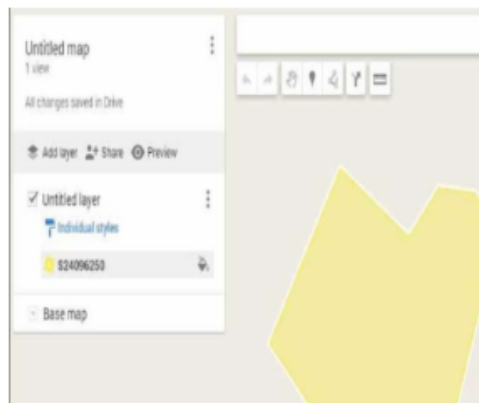 Untitled map
1 view
All changes saved in Drive
Add layer Share Preview
Untitled layer
Individual styles
S24096250
Base map